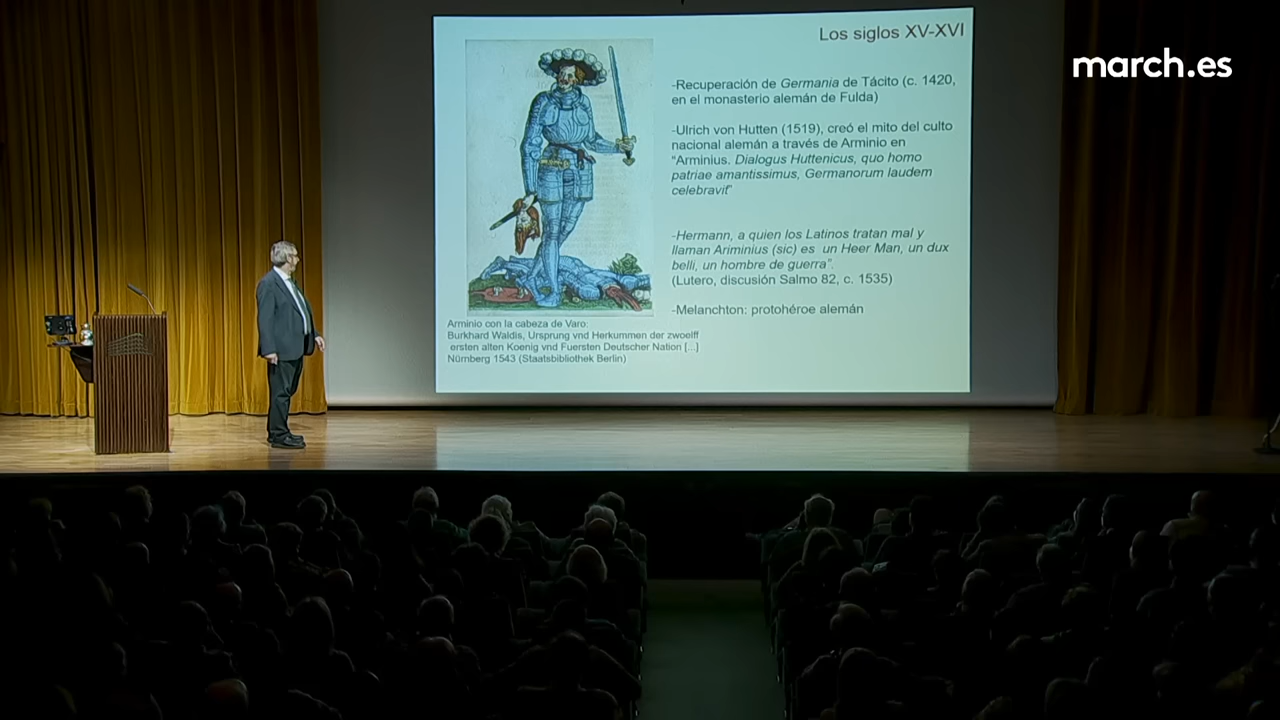 Los siglos XV-XVI
march.es
-Recuperación de Germania de Tácito (c. 1420,
en el monasterio alemán de Fulda)
-Ulrich von Hutten (1519), creó el mito del culto
nacional alemán a través de Arminio en
“Arminius. Dialogus Huttenicus, quo homo
patriae amantissimus, Germanorum laudem
celebravit”
-Hermann, a quien los Latinos tratan mal y
llaman Ariminius (sic) es un Heer Man, un dux
belli, un hombre de guerra”.
(Lutero, discusión Salmo 82, c. 1535)
-Melanchton: protohéroe alemán
Arminio con la cabeza de Varo:
Burkhard Waldis, Ursprung vnd Herkummen der zwoelff
ersten alten Koenig vnd Fuersten Deutscher Nation [...]
Nürnberg 1543 (Staatsbibliothek Berlin)